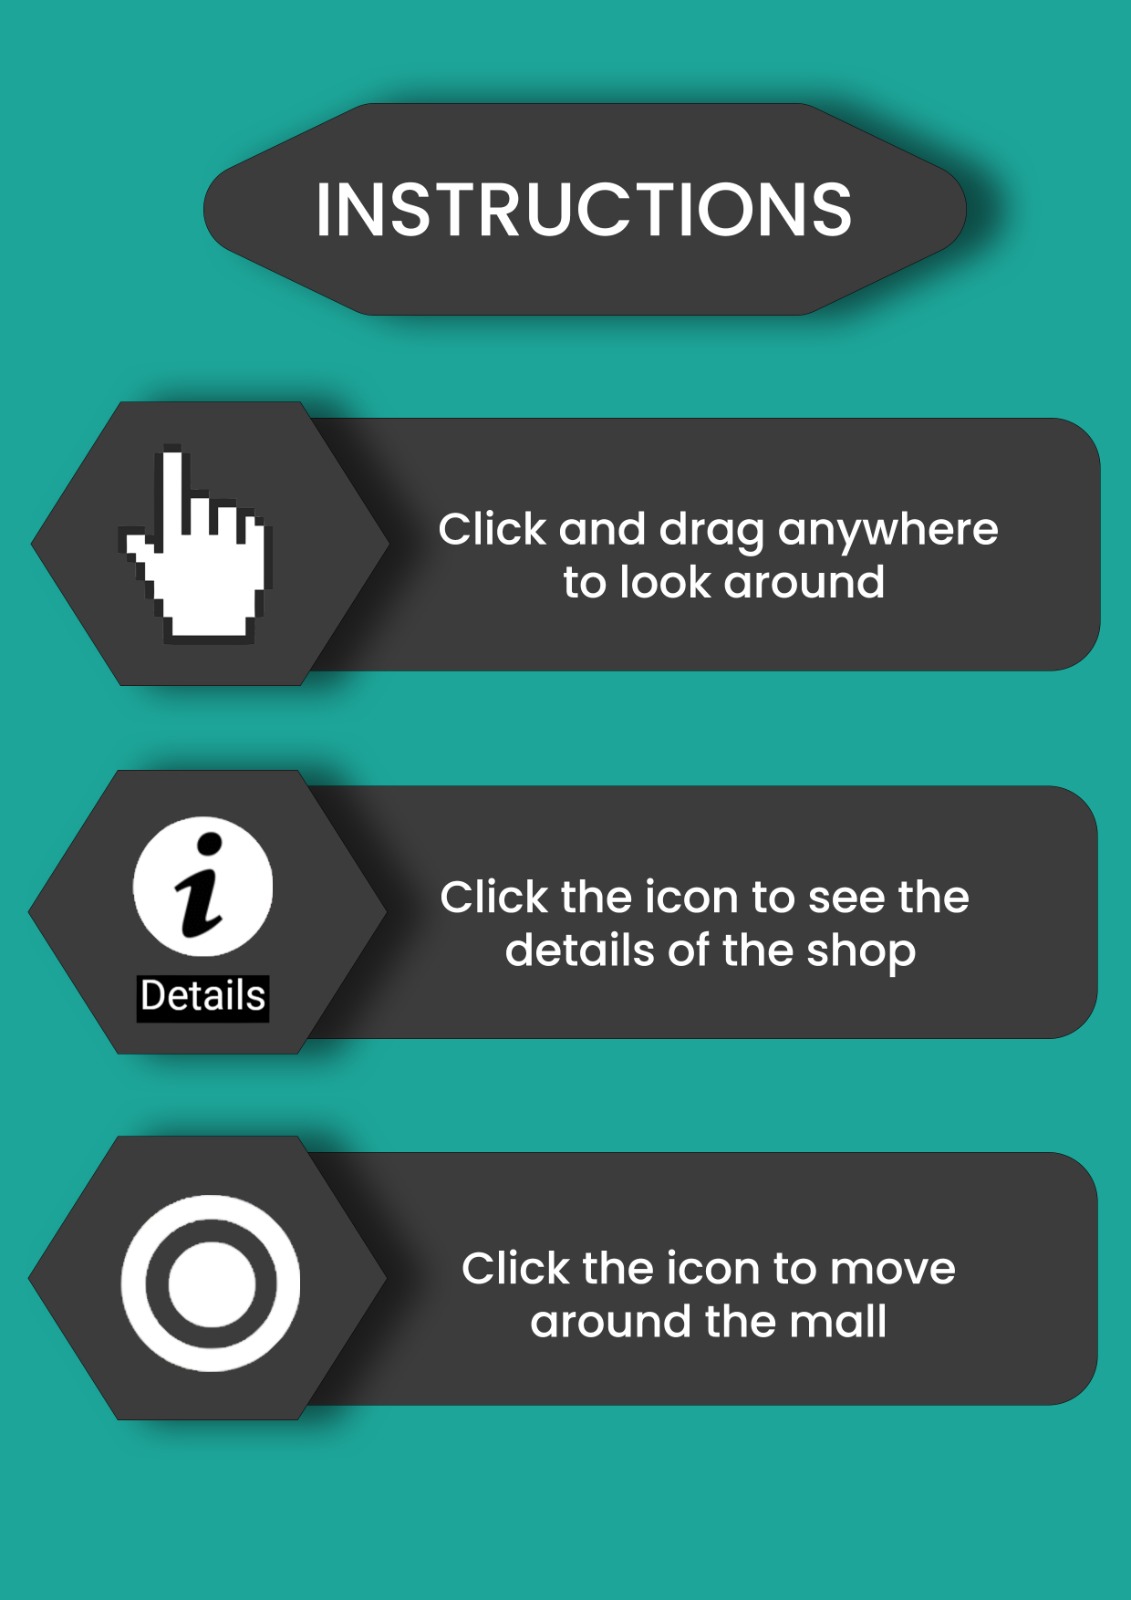 INSTRUCTIONS
Click and drag anywhere
to look around
Details
Click the icon to see the
details of the shop
Click the icon to move
around the mall